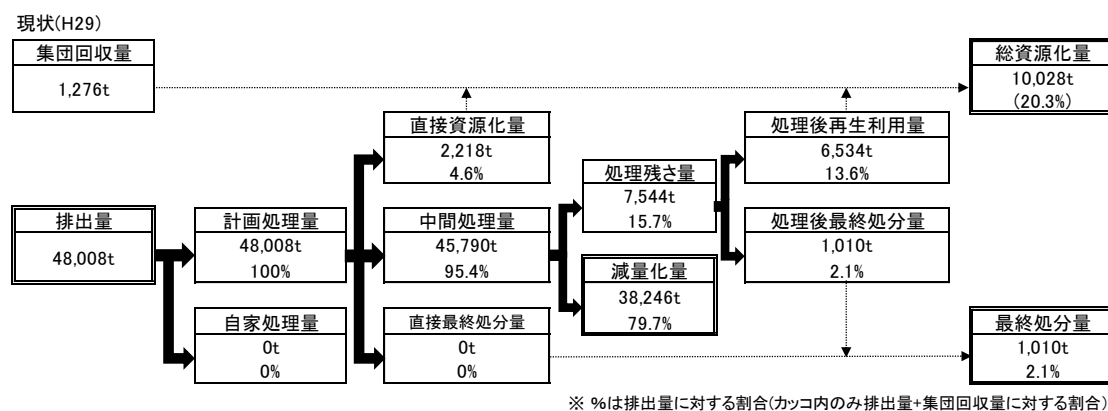 現状(H29)
集団回収量
1,276t
総資源化量
10,028t
(20.3%)
直接資源化量
2,218t
4.6%
処理後再生利用量
6,534t
13.6%
処理残さ量
7,544t
15.7%
排出量
48,008t
計画処理量
48,008t
100%
中間処理量
45,790t
95.4%
処理後最終処分量
1,010t
2.1%
減量化量
38,246t
79.7%
自家処理量
0t
0%
直接最終処分量
0t
0%
最終処分量
1,010t
2.1%
※ %は排出量に対する割合(カッコ内のみ排出量+集団回収量に対する割合)